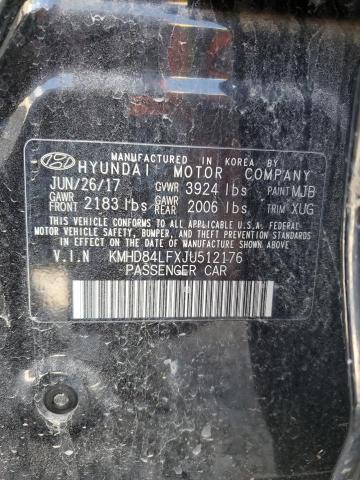 MANUFACTURED IN KOREA BY
HYUNDAI MOTOR COMPANY
JUN/26/17 GVWR 3924 lbs PAINT MJB
GAWR FRONT 2183 lbs GAWR REAR 2006 lbs TRIM XUG
THIS VEHICLE CONFORMS TO ALL APPLICABLE U.S.A. FEDERAL
MOTOR VEHICLE SAFETY, BUMPER, AND THEFT PREVENTION
STANDARDS IN EFFECT ON THE DATE OF MANUFACTURE SHOWN ABOVE.
V.I.N KMHD84LFXJU512176
PASSENGER CAR